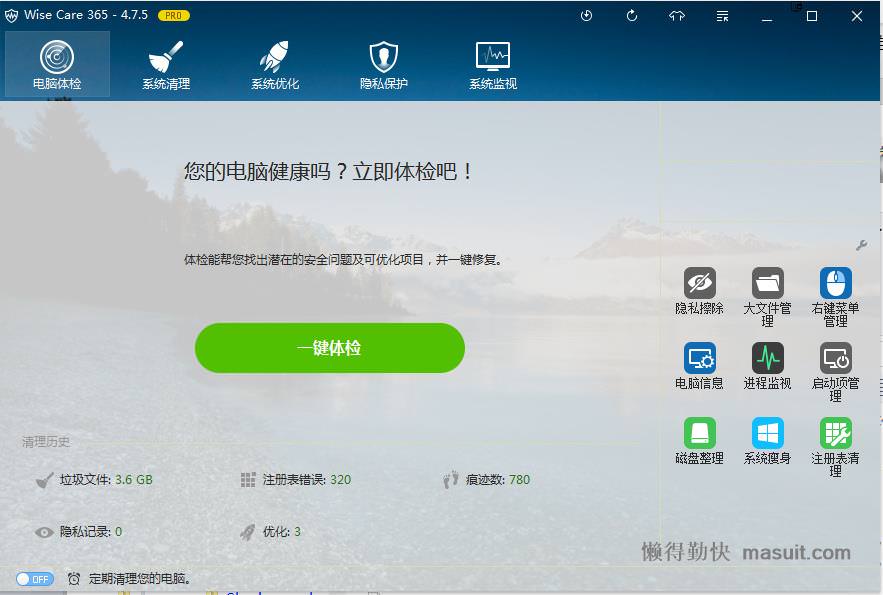 Wise Care 365 - 4.7.5 PRO
电脑体检 系统清理 系统优化 隐私保护 系统监视
您的电脑健康吗？立即体检吧！
体检能帮您找出潜在的安全问题及可优化项目，并一键修复。
一键体检
隐私擦除 大文件管理 右键菜单管理
电脑信息 进程监视 启动项管理
磁盘整理 系统瘦身 注册表清理
清理历史
垃圾文件: 3.6 GB 注册表错误: 320 痕迹数: 780
隐私记录: 0 优化: 3
懒得勤快 masuit.com
OFF 定期清理您的电脑。